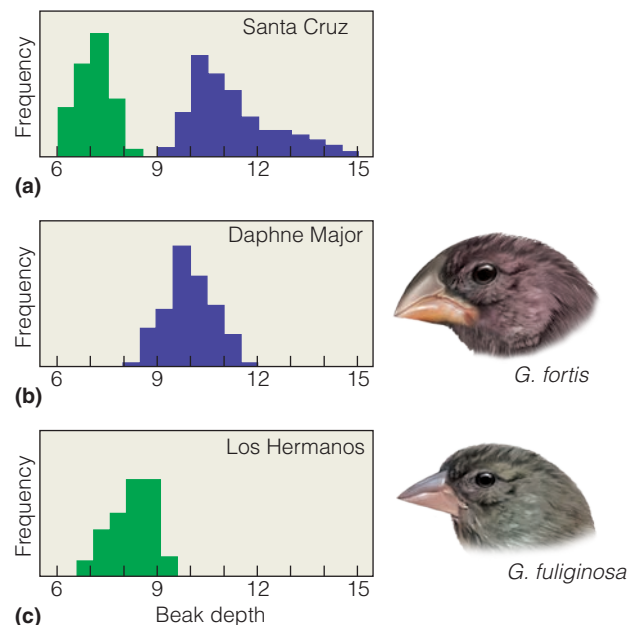 Santa Cruz
Frequency
6 9 12 15
(a)
Daphne Major
Frequency
6 9 12 15
(b)
G. fortis
Los Hermanos
Frequency
6 9 12 15
G. fuliginosa
(c)
Beak depth